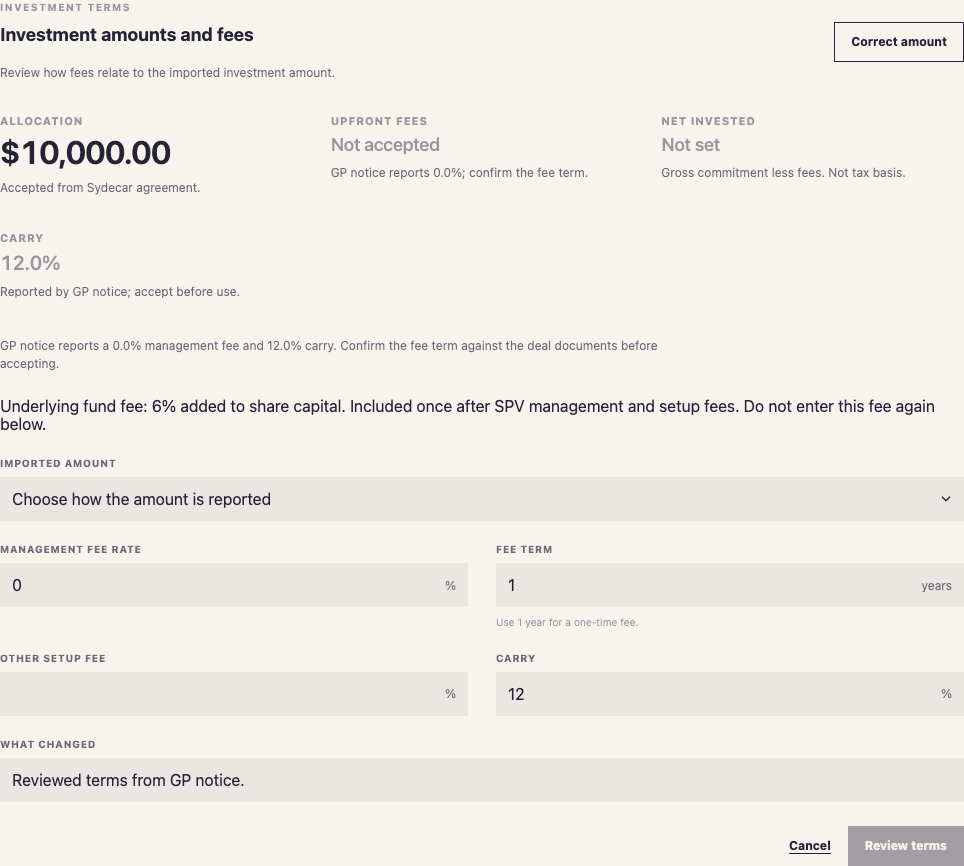 INVESTMENT TERMS
Investment amounts and fees
Correct amount
Review how fees relate to the imported investment amount.
ALLOCATION
$10,000.00
Accepted from Sydecar agreement.
UPFRONT FEES
Not accepted
GP notice reports 0.0%; confirm the fee term.
NET INVESTED
Not set
Gross commitment less fees. Not tax basis.
CARRY
12.0%
Reported by GP notice; accept before use.
GP notice reports a 0.0% management fee and 12.0% carry. Confirm the fee term against the deal documents before
accepting.
Underlying fund fee: 6% added to share capital. Included once after SPV management and setup fees. Do not enter this fee again
below.
IMPORTED AMOUNT
Choose how the amount is reported
MANAGEMENT FEE RATE
0 %
FEE TERM
1 years
Use 1 year for a one-time fee.
OTHER SETUP FEE
%
CARRY
12 %
WHAT CHANGED
Reviewed terms from GP notice.
Cancel
Review terms